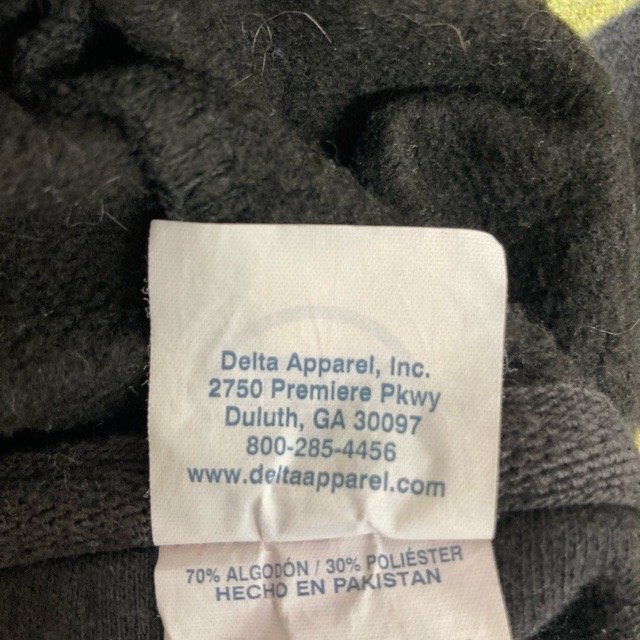 Delta Apparel, Inc.
2750 Premiere Pkwy
Duluth, GA 30097
800-285-4456
www.deltaapparel.com
70% ALGODÓN / 30% POLIÉSTER
HECHO EN PAKISTAN